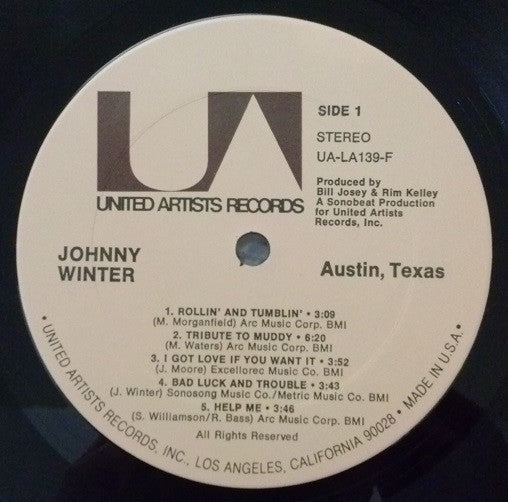 UA
UNITED ARTISTS RECORDS
SIDE 1
STEREO
UA-LA139-F
Produced by
Bill Josey & Rim Kelley
A Sonobeat Production
for United Artists
Records, Inc.
JOHNNY
WINTER
Austin, Texas
1. ROLLIN' AND TUMBLIN' • 3:09
(M. Morganfield) Arc Music Corp. BMI
2. TRIBUTE TO MUDDY • 6:20
(M. Waters) Arc Music Corp. BMI
3. I GOT LOVE IF YOU WANT IT • 3:52
(J. Moore) Excellorec Music Co. BMI
4. BAD LUCK AND TROUBLE • 3:43
(J. Winter) Sonosong Music Co./Metric Music Co. BMI
5. HELP ME • 3:46
(S. Williamson/R. Bass) Arc Music Corp. BMI
All Rights Reserved
• UNITED ARTISTS RECORDS, INC., LOS ANGELES, CALIFORNIA 90028 • MADE IN U.S.A. •